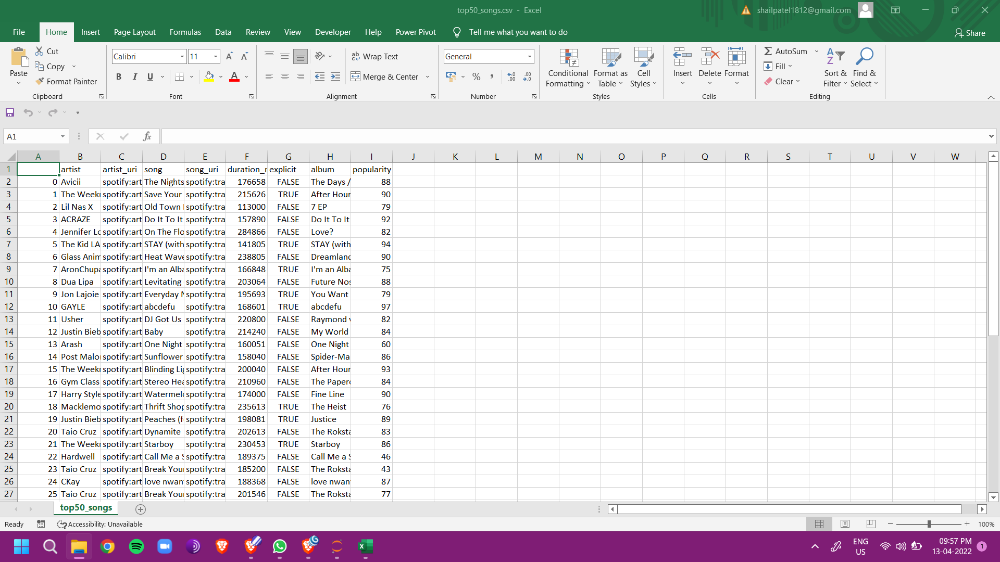 top50_songs.csv - Excel
shailpatel1812@gmail.com
File Home Insert Page Layout Formulas Data Review View Developer Help Power Pivot Tell me what you want to do Share
Paste Cut Copy Format Painter
Clipboard
Calibri 11
B I U A
Font
Wrap Text
Merge & Center
Alignment
General
% ,
Number
Conditional Formatting Format as Table Cell Styles
Styles
Insert Delete Format
Cells
AutoSum Fill Clear Sort & Filter Find & Select
Editing
A1 fx
A B C D E F G H I J K L M N O P Q R S T U V W
1 artist artist_uri song song_uri duration_r explicit album popularity
2 0 Avicii spotify:art The Nights spotify:tra 176658 FALSE The Days / 88
3 1 The Week spotify:art Save Your spotify:tra 215626 TRUE After Hour 90
4 2 Lil Nas X spotify:art Old Town spotify:tra 113000 FALSE 7 EP 79
5 3 ACRAZE spotify:art Do It To It spotify:tra 157890 FALSE Do It To It 92
6 4 Jennifer Lo spotify:art On The Flo spotify:tra 284866 FALSE Love? 82
7 5 The Kid LA spotify:art STAY (with spotify:tra 141805 TRUE STAY (with 94
8 6 Glass Anim spotify:art Heat Wave spotify:tra 238805 FALSE Dreamland 90
9 7 AronChupa spotify:art I'm an Alba spotify:tra 166848 TRUE I'm an Alba 75
10 8 Dua Lipa spotify:art Levitating spotify:tra 203064 FALSE Future Nos 88
11 9 Jon Lajoie spotify:art Everyday N spotify:tra 195693 TRUE You Want 79
12 10 GAYLE spotify:art abcdefu spotify:tra 168601 TRUE abcdefu 97
13 11 Usher spotify:art DJ Got Us spotify:tra 220800 FALSE Raymond v 82
14 12 Justin Bieb spotify:art Baby spotify:tra 214240 FALSE My World 84
15 13 Arash spotify:art One Night spotify:tra 160051 FALSE One Night 60
16 14 Post Malo spotify:art Sunflower spotify:tra 158040 FALSE Spider-Ma 86
17 15 The Week spotify:art Blinding Lig spotify:tra 200040 FALSE After Hour 93
18 16 Gym Class spotify:art Stereo Hea spotify:tra 210960 FALSE The Paperc 84
19 17 Harry Style spotify:art Watermelo spotify:tra 174000 FALSE Fine Line 90
20 18 Macklemo spotify:art Thrift Shop spotify:tra 235613 TRUE The Heist 76
21 19 Justin Bieb spotify:art Peaches (f spotify:tra 198081 TRUE Justice 89
22 20 Taio Cruz spotify:art Dynamite spotify:tra 202613 FALSE The Roksta 83
23 21 The Week spotify:art Starboy spotify:tra 230453 TRUE Starboy 86
24 22 Hardwell spotify:art Call Me a S spotify:tra 189375 FALSE Call Me a S 46
25 23 Taio Cruz spotify:art Break You spotify:tra 185200 FALSE The Roksta 43
26 24 CKay spotify:art love nwan spotify:tra 188368 FALSE love nwan 87
27 25 Taio Cruz spotify:art Break You spotify:tra 201546 FALSE The Roksta 77
top50_songs
Ready Accessibility: Unavailable 100%
ENG US 09:57 PM 13-04-2022 1